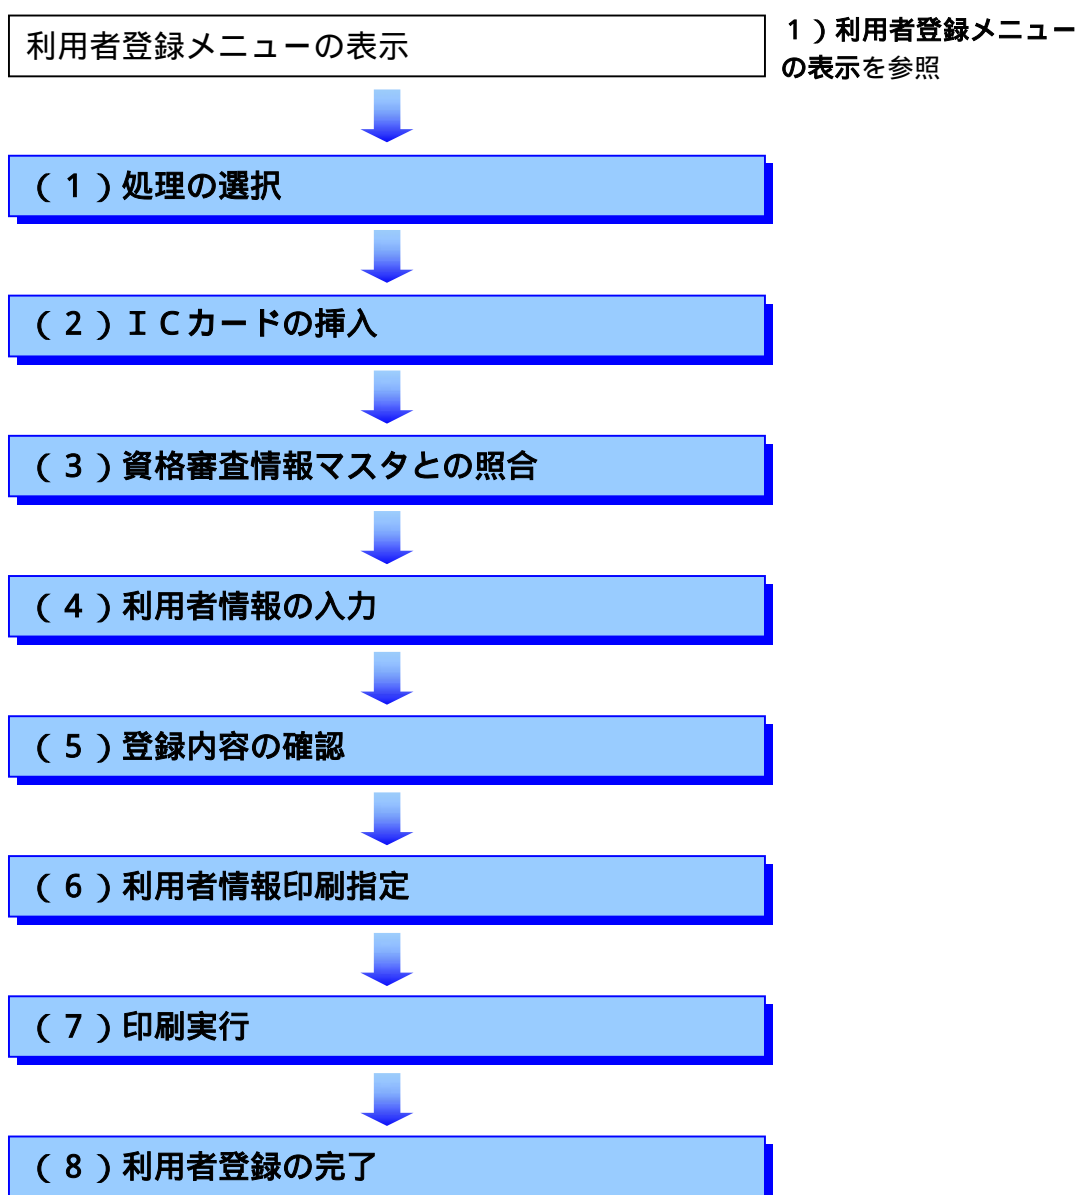 利用者登録メニューの表示
１）利用者登録メニュー
の表示を参照
（１）処理の選択
（２）ＩＣカードの挿入
（３）資格審査情報マスタとの照合
（４）利用者情報の入力
（５）登録内容の確認
（６）利用者情報印刷指定
（７）印刷実行
（８）利用者登録の完了